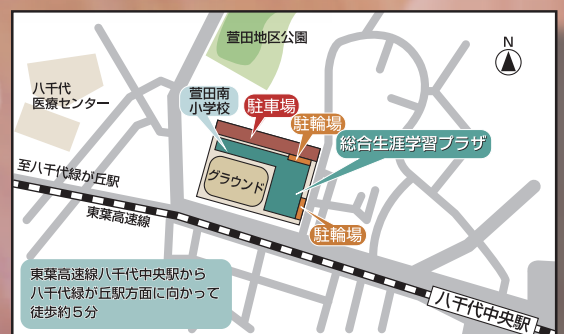 萱田地区公園
N
八千代
医療センター
萱田南
小学校
駐車場
駐輪場
総合生涯学習プラザ
グラウンド
至八千代緑が丘駅
東葉高速線
駐輪場
八千代中央駅
東葉高速線八千代中央駅から
八千代緑が丘駅方面に向かって
徒歩約5分